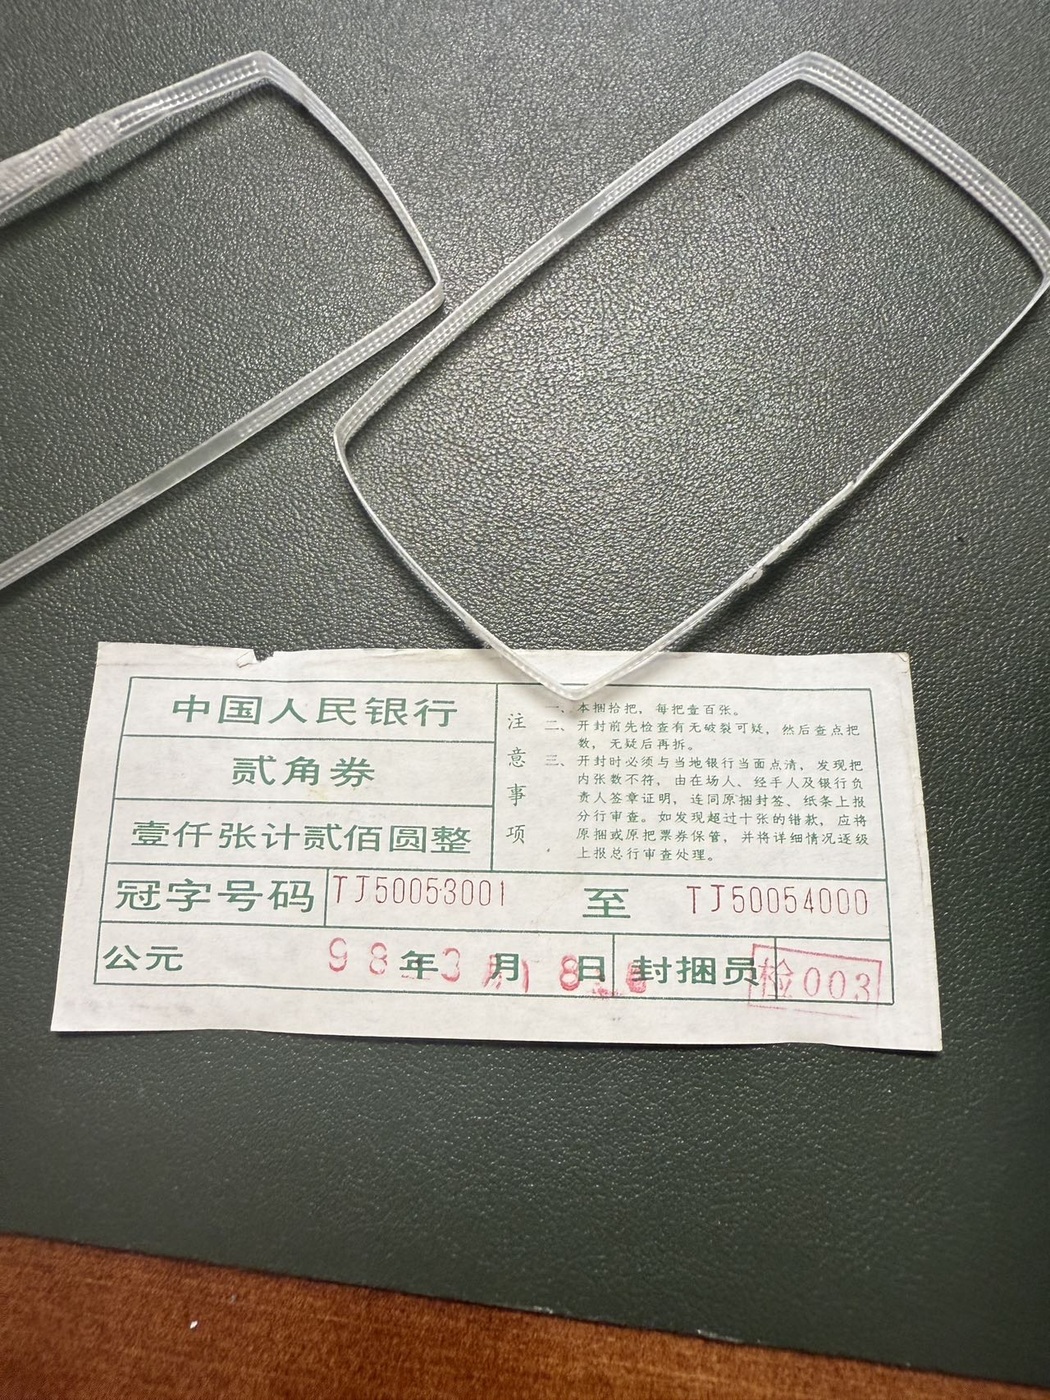 中国人民银行
贰角券
壹仟张计贰佰圆整
注意事项
一、本捆拾把，每把壹百张。
二、开封前先检查有无破裂可疑，然后查点把
数，无疑后再拆。
三、开封时必须与当地银行当面点清，发现把
内张数不符，由在场人、经手人及银行负
责人签章证明，连同原捆封签、纸条上报
分行审查。如发现超过十张的错款，应将
原捆或原把票券保管，并将详细情况逐级
上报总行审查处理。
冠字号码 TJ50053001 至 TJ50054000
公元 98年3月18日 封捆员 检003